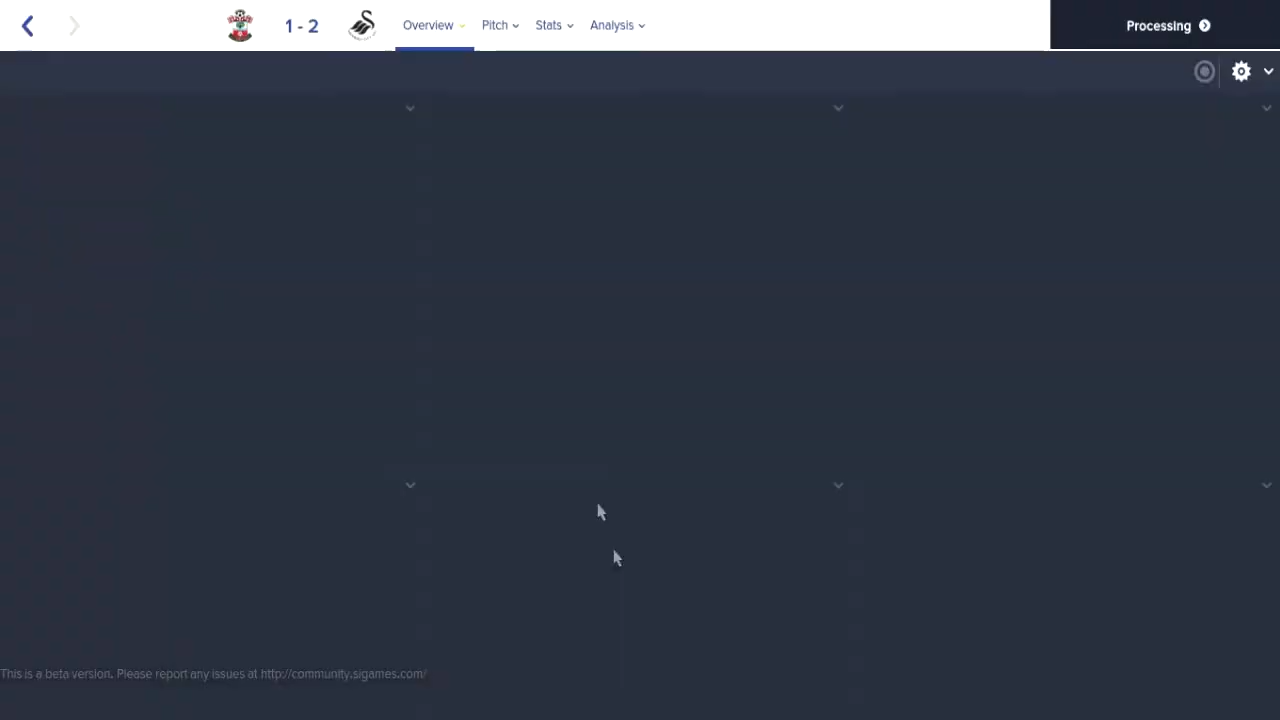 1 - 2
Overview
Pitch
Stats
Analysis
Processing
This is a beta version. Please report any issues at http://community.sigames.com/